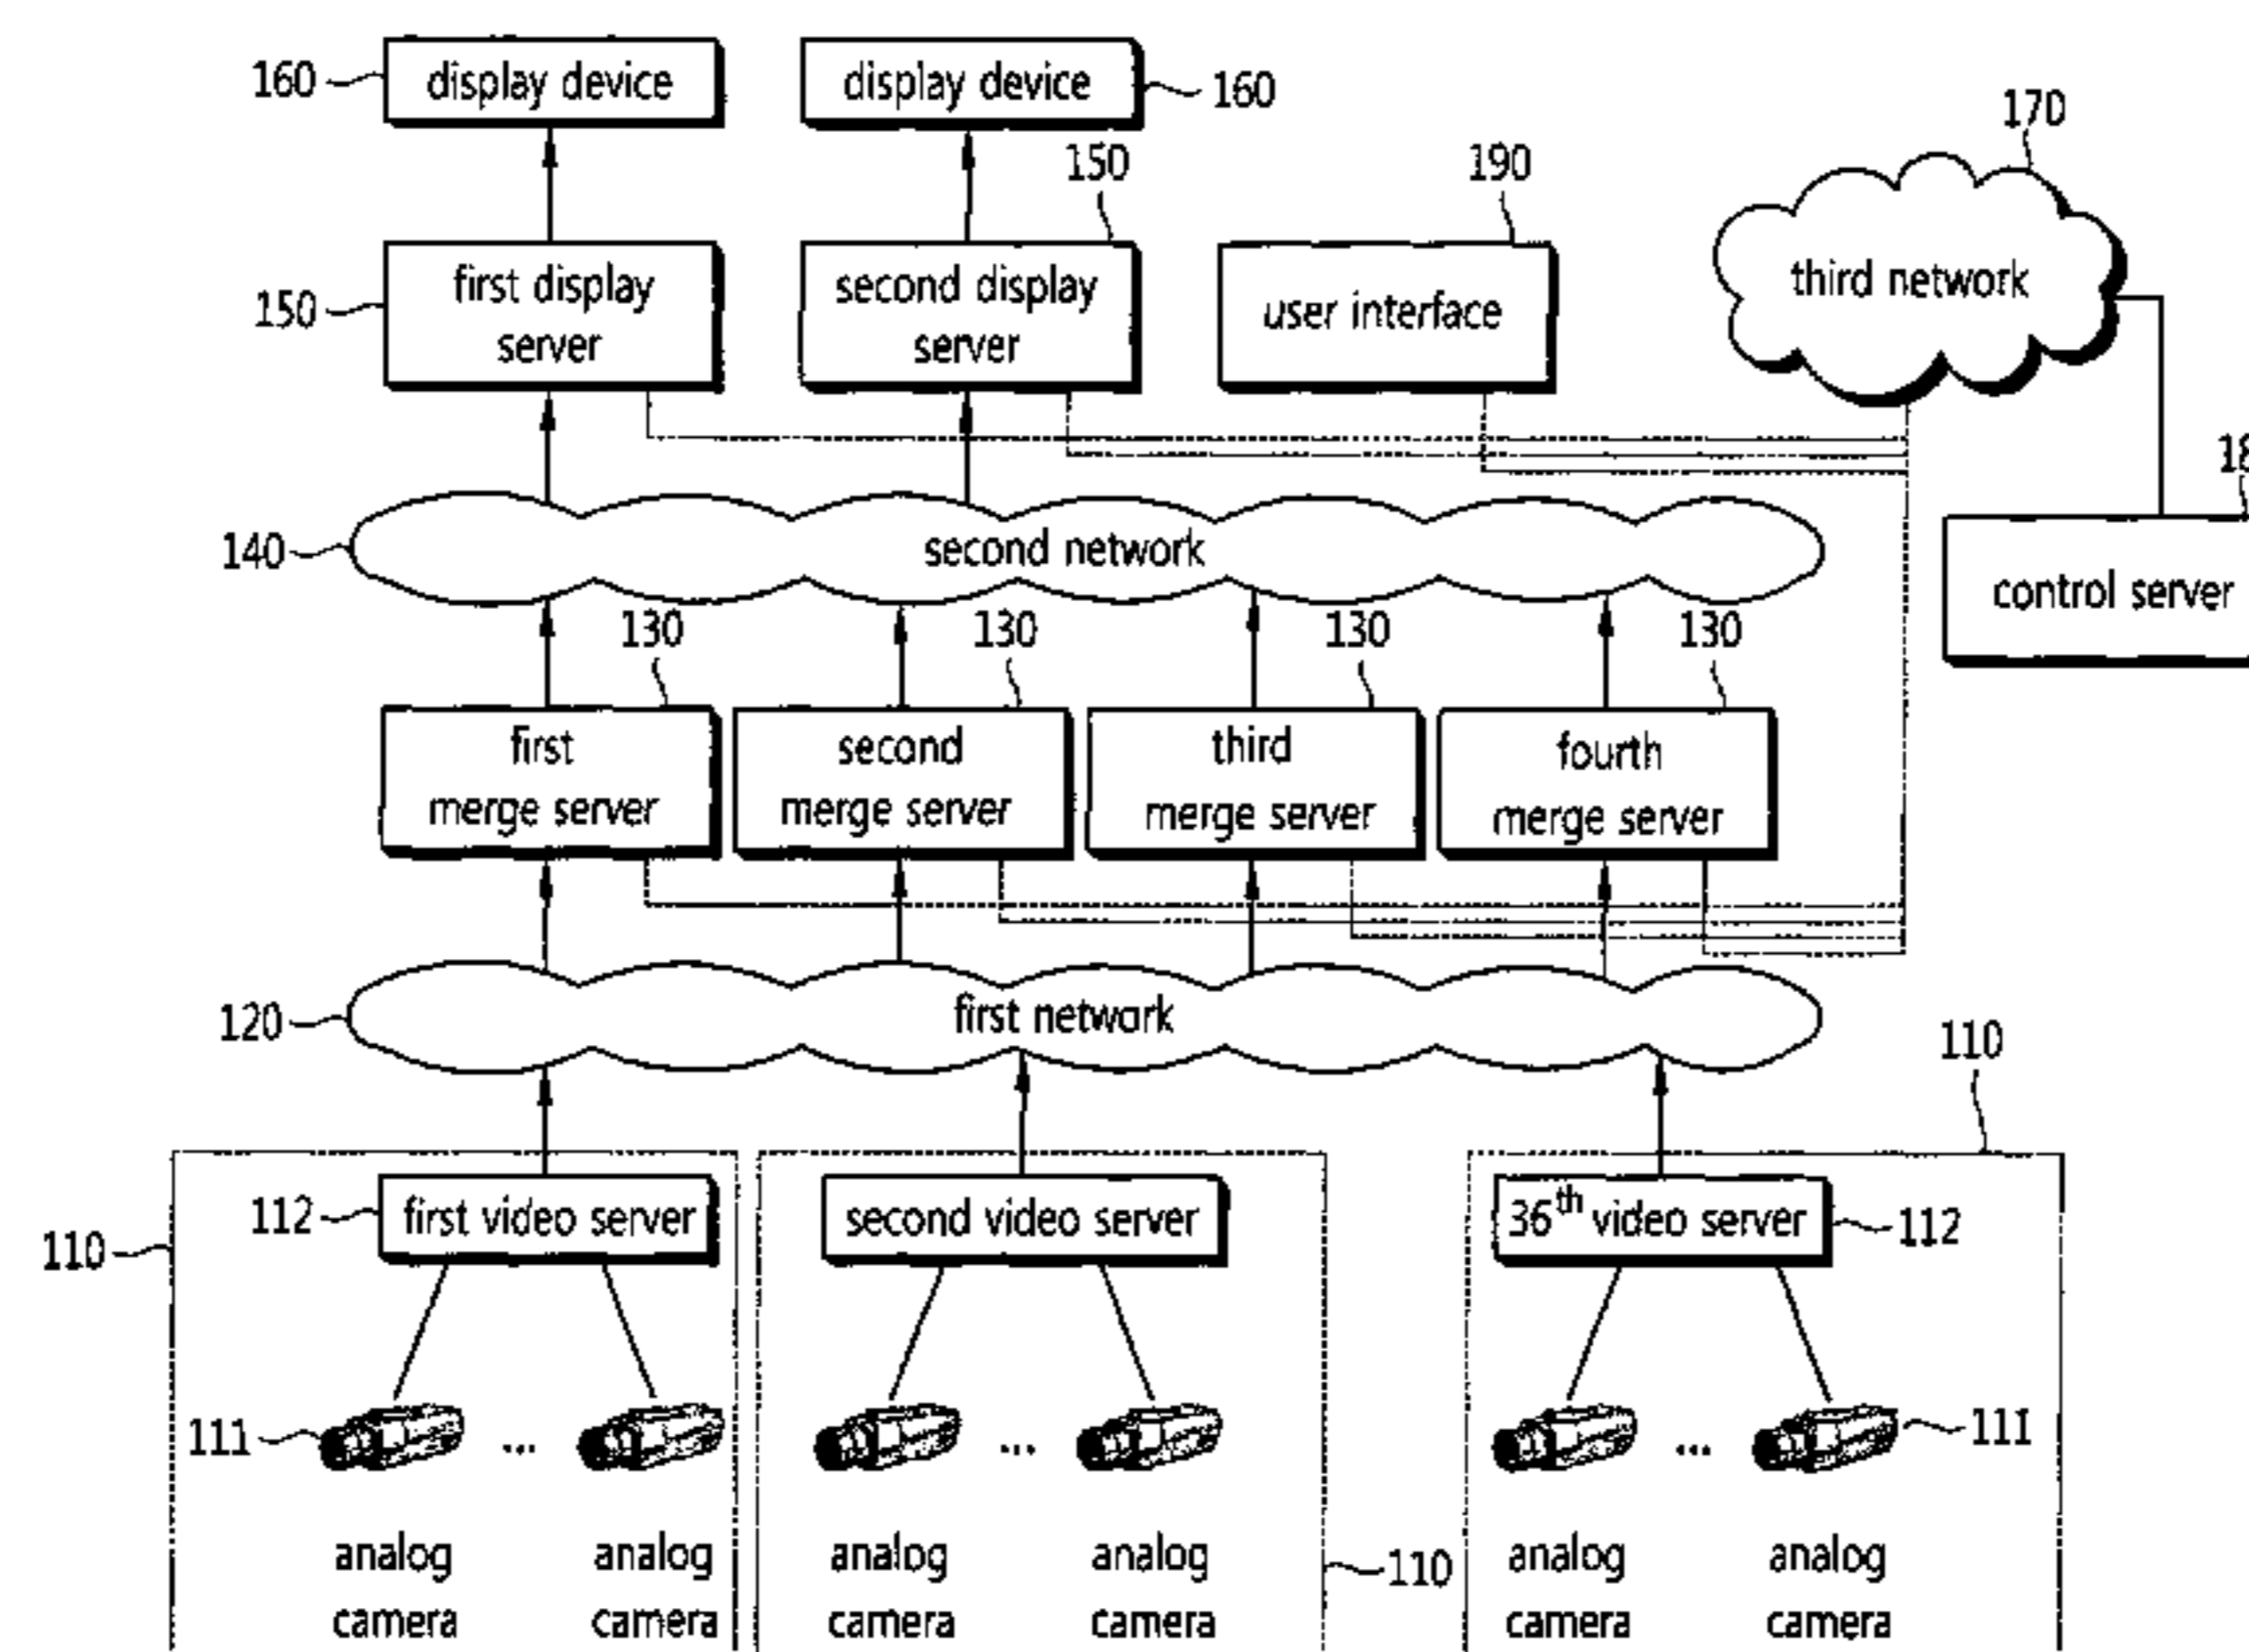 160
display device
display device
160
170
150
190
150
first display
server
second display
server
user interface
third network
140
second network
18
control server
130
130
130
130
first
merge server
second
merge server
third
merge server
fourth
merge server
120
first network
110
110
112
first video server
second video server
36th video server
112
111
...
...
...
111
analog
camera
analog
camera
analog
camera
analog
camera
110
analog
camera
analog
camera